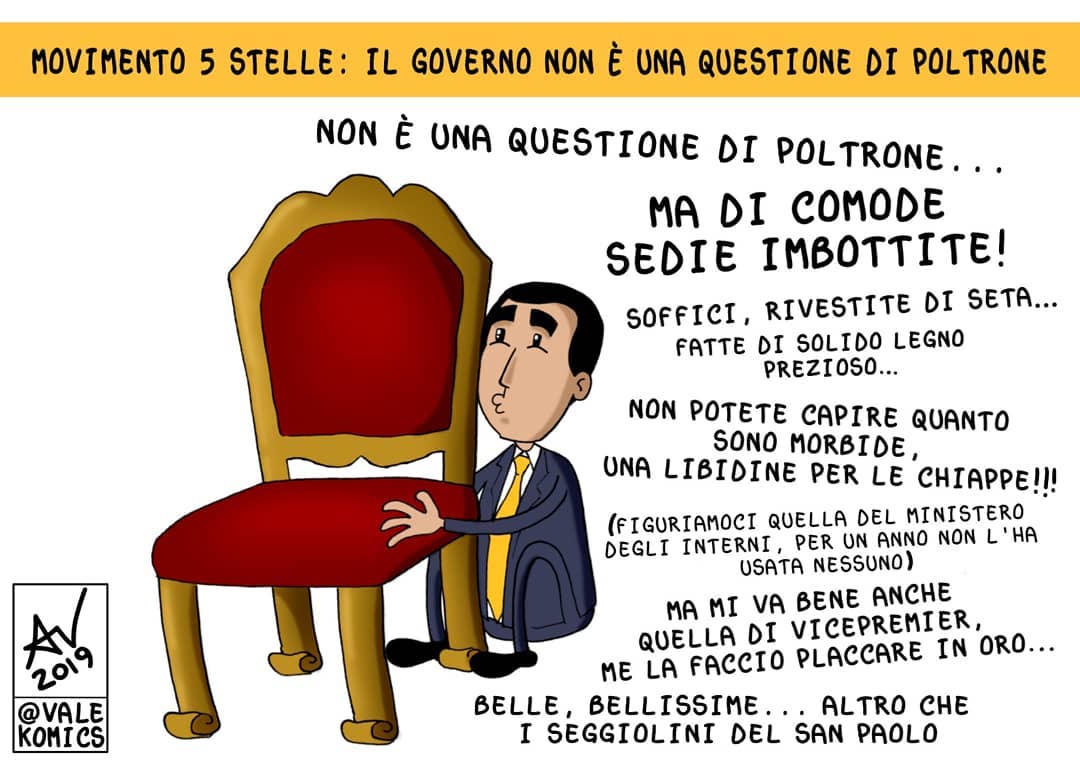 MOVIMENTO 5 STELLE: IL GOVERNO NON È UNA QUESTIONE DI POLTRONE
NON È UNA QUESTIONE DI POLTRONE...
MA DI COMODE
SEDIE IMBOTTITE!
SOFFICI, RIVESTITE DI SETA...
FATTE DI SOLIDO LEGNO
PREZIOSO...
NON POTETE CAPIRE QUANTO
SONO MORBIDE,
UNA LIBIDINE PER LE CHIAPPE!!!
(FIGURIAMOCI QUELLA DEL MINISTERO
DEGLI INTERNI, PER UN ANNO NON L'HA
USATA NESSUNO)
MA MI VA BENE ANCHE
QUELLA DI VICEPREMIER,
ME LA FACCIO PLACCARE IN ORO...
BELLE, BELLISSIME... ALTRO CHE
I SEGGIOLINI DEL SAN PAOLO
AV
2019
@VALE
KOMICS